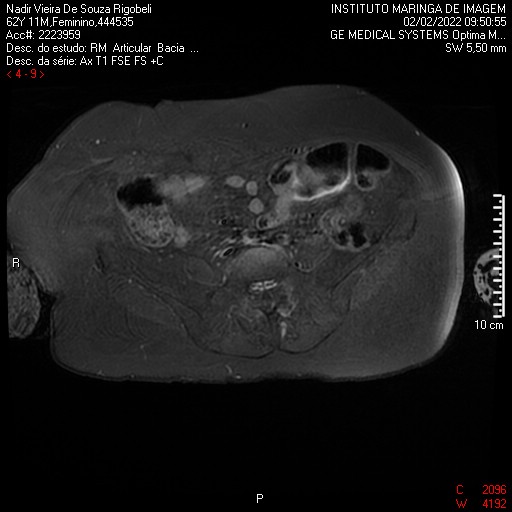 Nadir Vieira De Souza Rigobeli
62Y 11M,Feminino,444535
Acc#: 2223959
Desc. do estudo: RM Articular Bacia ...
Desc. da série: Ax T1 FSE FS +C
< 4 - 9 >
INSTITUTO MARINGA DE IMAGEM
02/02/2022 09:50:55
GE MEDICAL SYSTEMS Optima M...
SW 5,50 mm
R
10 cm
P
C 2096
W 4192